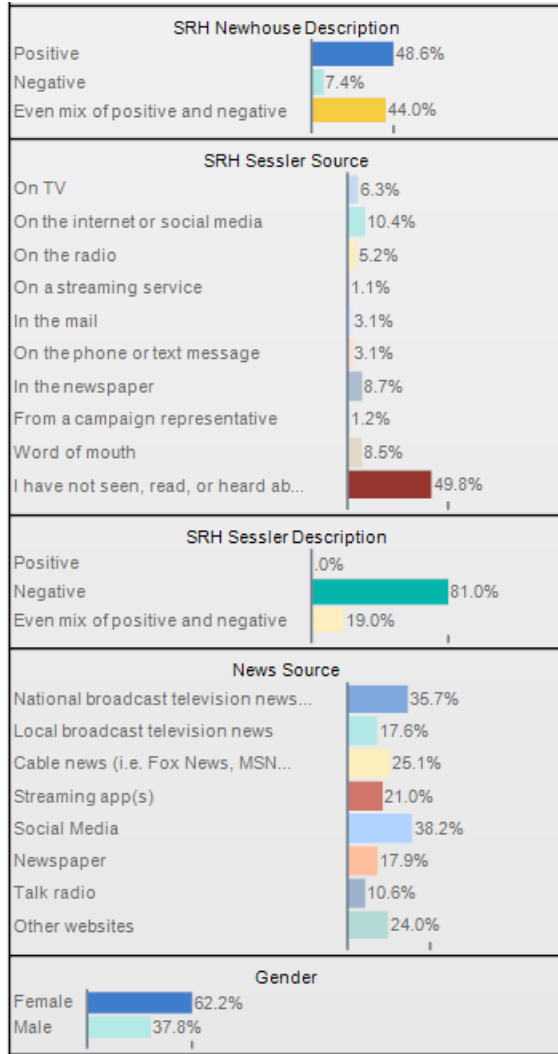 SRH Newhouse Description
Positive 48.6%
Negative 7.4%
Even mix of positive and negative 44.0%
SRH Sessler Source
On TV 6.3%
On the internet or social media 10.4%
On the radio 5.2%
On a streaming service 1.1%
In the mail 3.1%
On the phone or text message 3.1%
In the newspaper 8.7%
From a campaign representative 1.2%
Word of mouth 8.5%
I have not seen, read, or heard ab... 49.8%
SRH Sessler Description
Positive .0%
Negative 81.0%
Even mix of positive and negative 19.0%
News Source
National broadcast television news... 35.7%
Local broadcast television news 17.6%
Cable news (i.e. Fox News, MSN... 25.1%
Streaming app(s) 21.0%
Social Media 38.2%
Newspaper 17.9%
Talk radio 10.6%
Other websites 24.0%
Gender
Female 62.2%
Male 37.8%